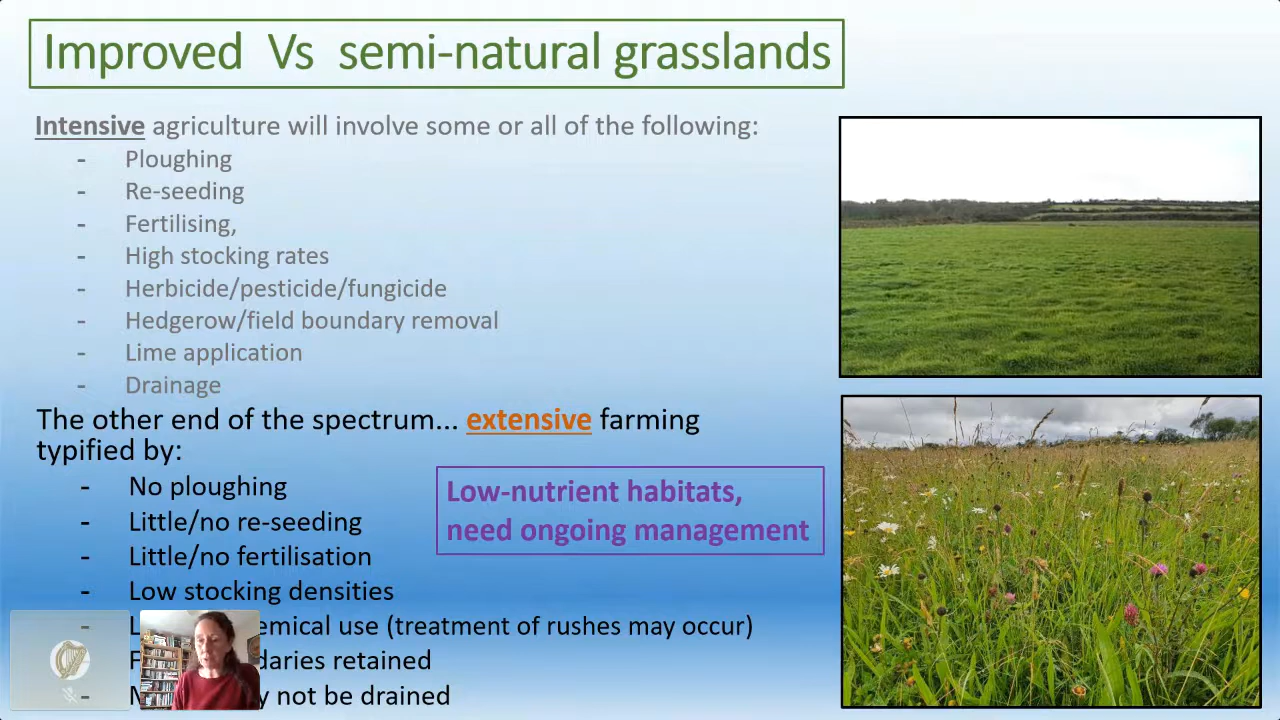 Improved Vs semi-natural grasslands
Intensive agriculture will involve some or all of the following:
- Ploughing
- Re-seeding
- Fertilising,
- High stocking rates
- Herbicide/pesticide/fungicide
- Hedgerow/field boundary removal
- Lime application
- Drainage
The other end of the spectrum... extensive farming
typified by:
- No ploughing
- Little/no re-seeding
- Little/no fertilisation
- Low stocking densities
- use (treatment of rushes may occur)
- retained
- not be drained
Low-nutrient habitats,
need ongoing management